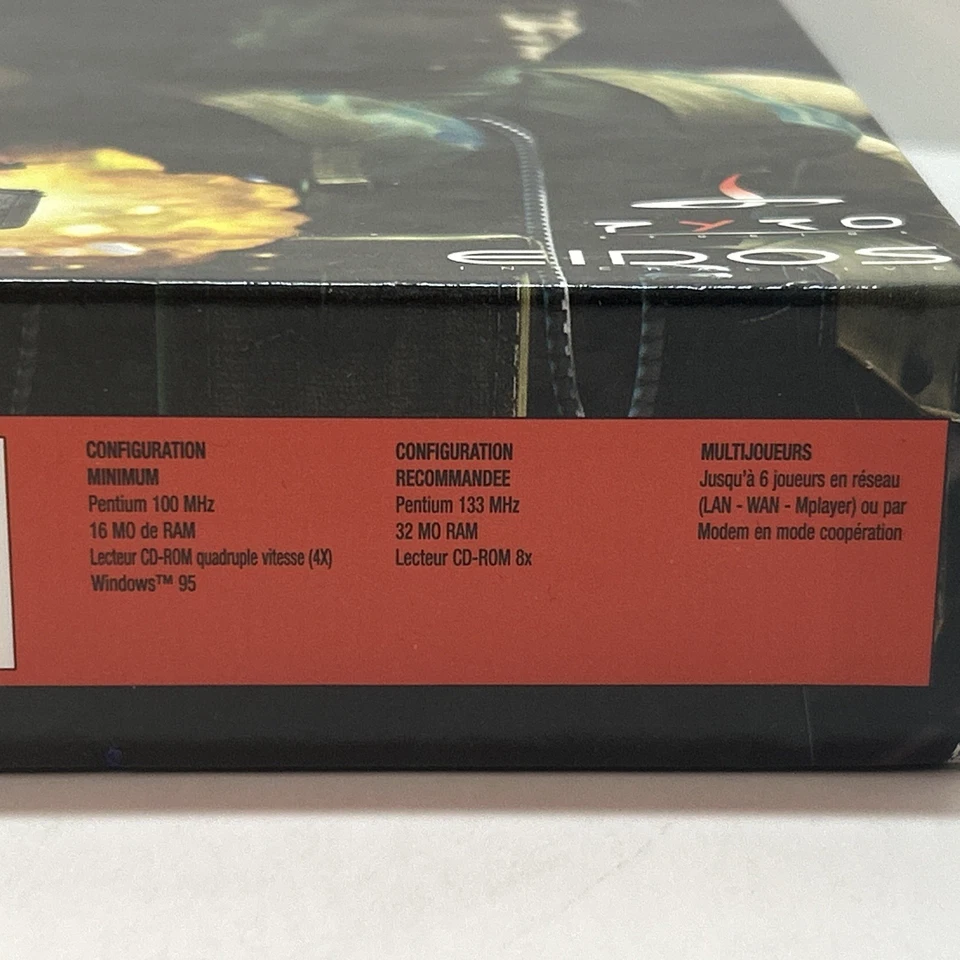 PYRO
EIDOS
INTERACTIVE
CONFIGURATION
MINIMUM
Pentium 100 MHz
16 MO de RAM
Lecteur CD-ROM quadruple vitesse (4X)
Windows™ 95
CONFIGURATION
RECOMMANDEE
Pentium 133 MHz
32 MO RAM
Lecteur CD-ROM 8x
MULTIJOUEURS
Jusqu'à 6 joueurs en réseau
(LAN - WAN - Mplayer) ou par
Modem en mode coopération